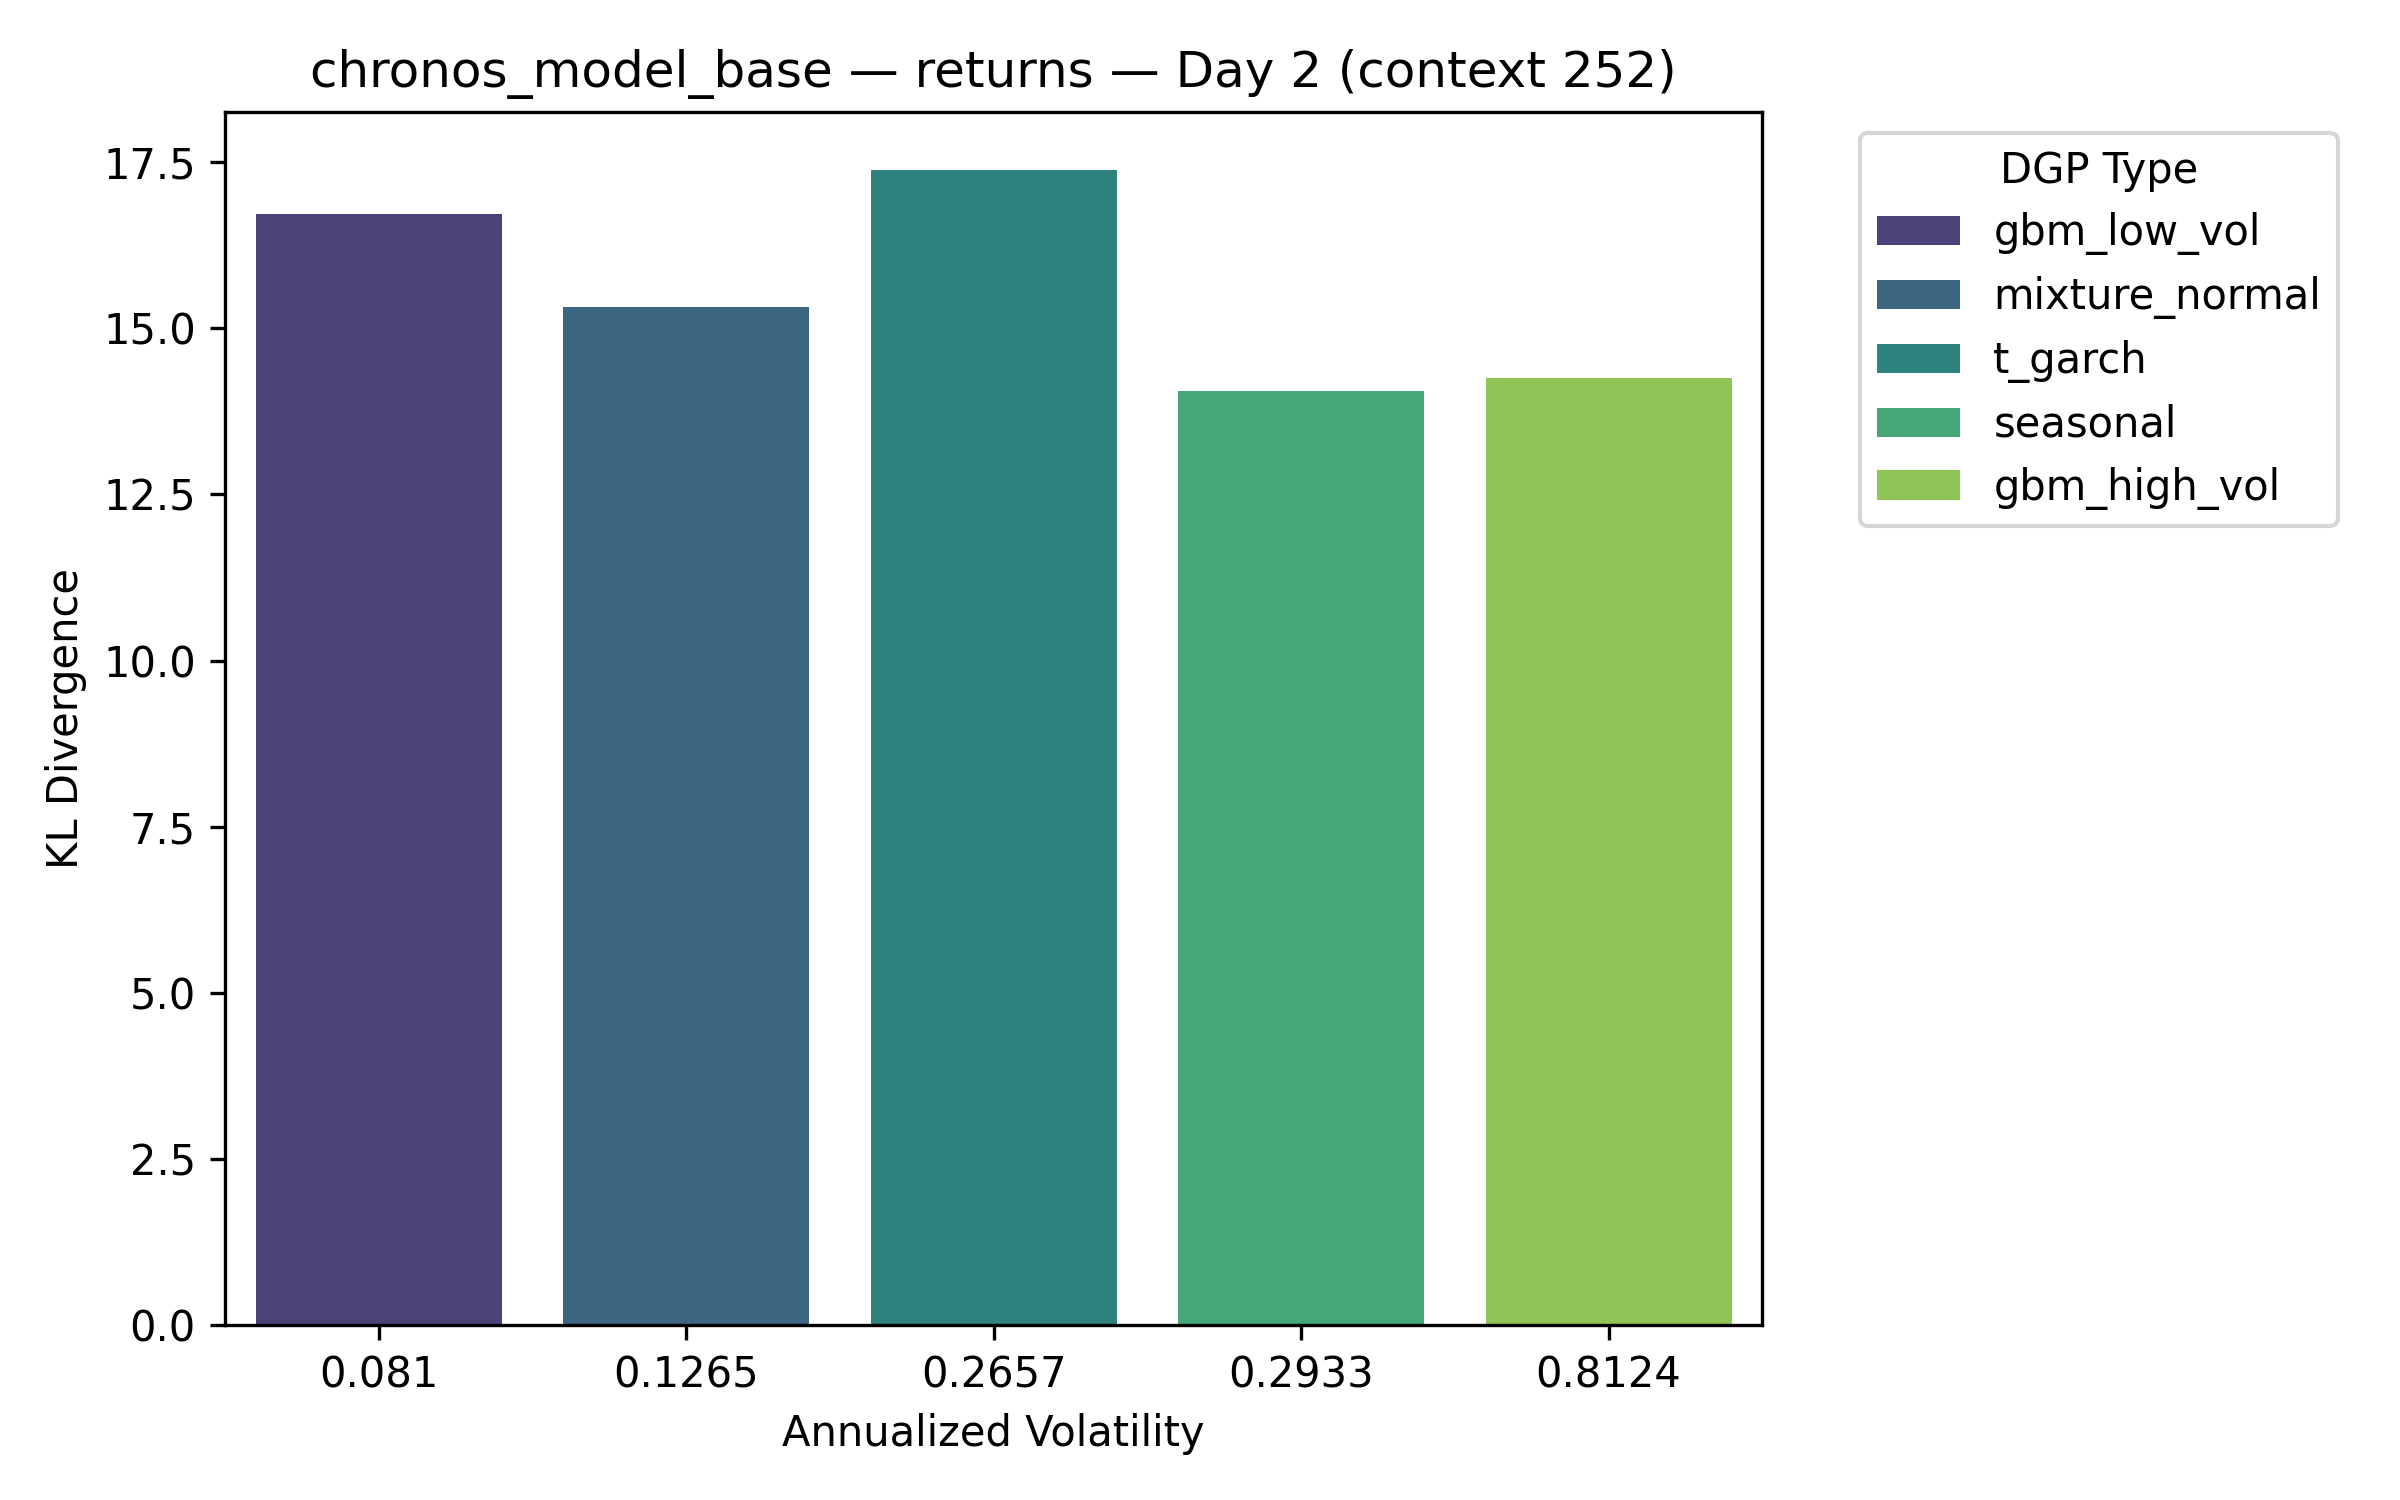 chronos_model_base — returns — Day 2 (context 252)
KL Divergence
17.5
15.0
12.5
10.0
7.5
5.0
2.5
0.0
0.081 0.1265 0.2657 0.2933 0.8124
Annualized Volatility
DGP Type
gbm_low_vol
mixture_normal
t_garch
seasonal
gbm_high_vol